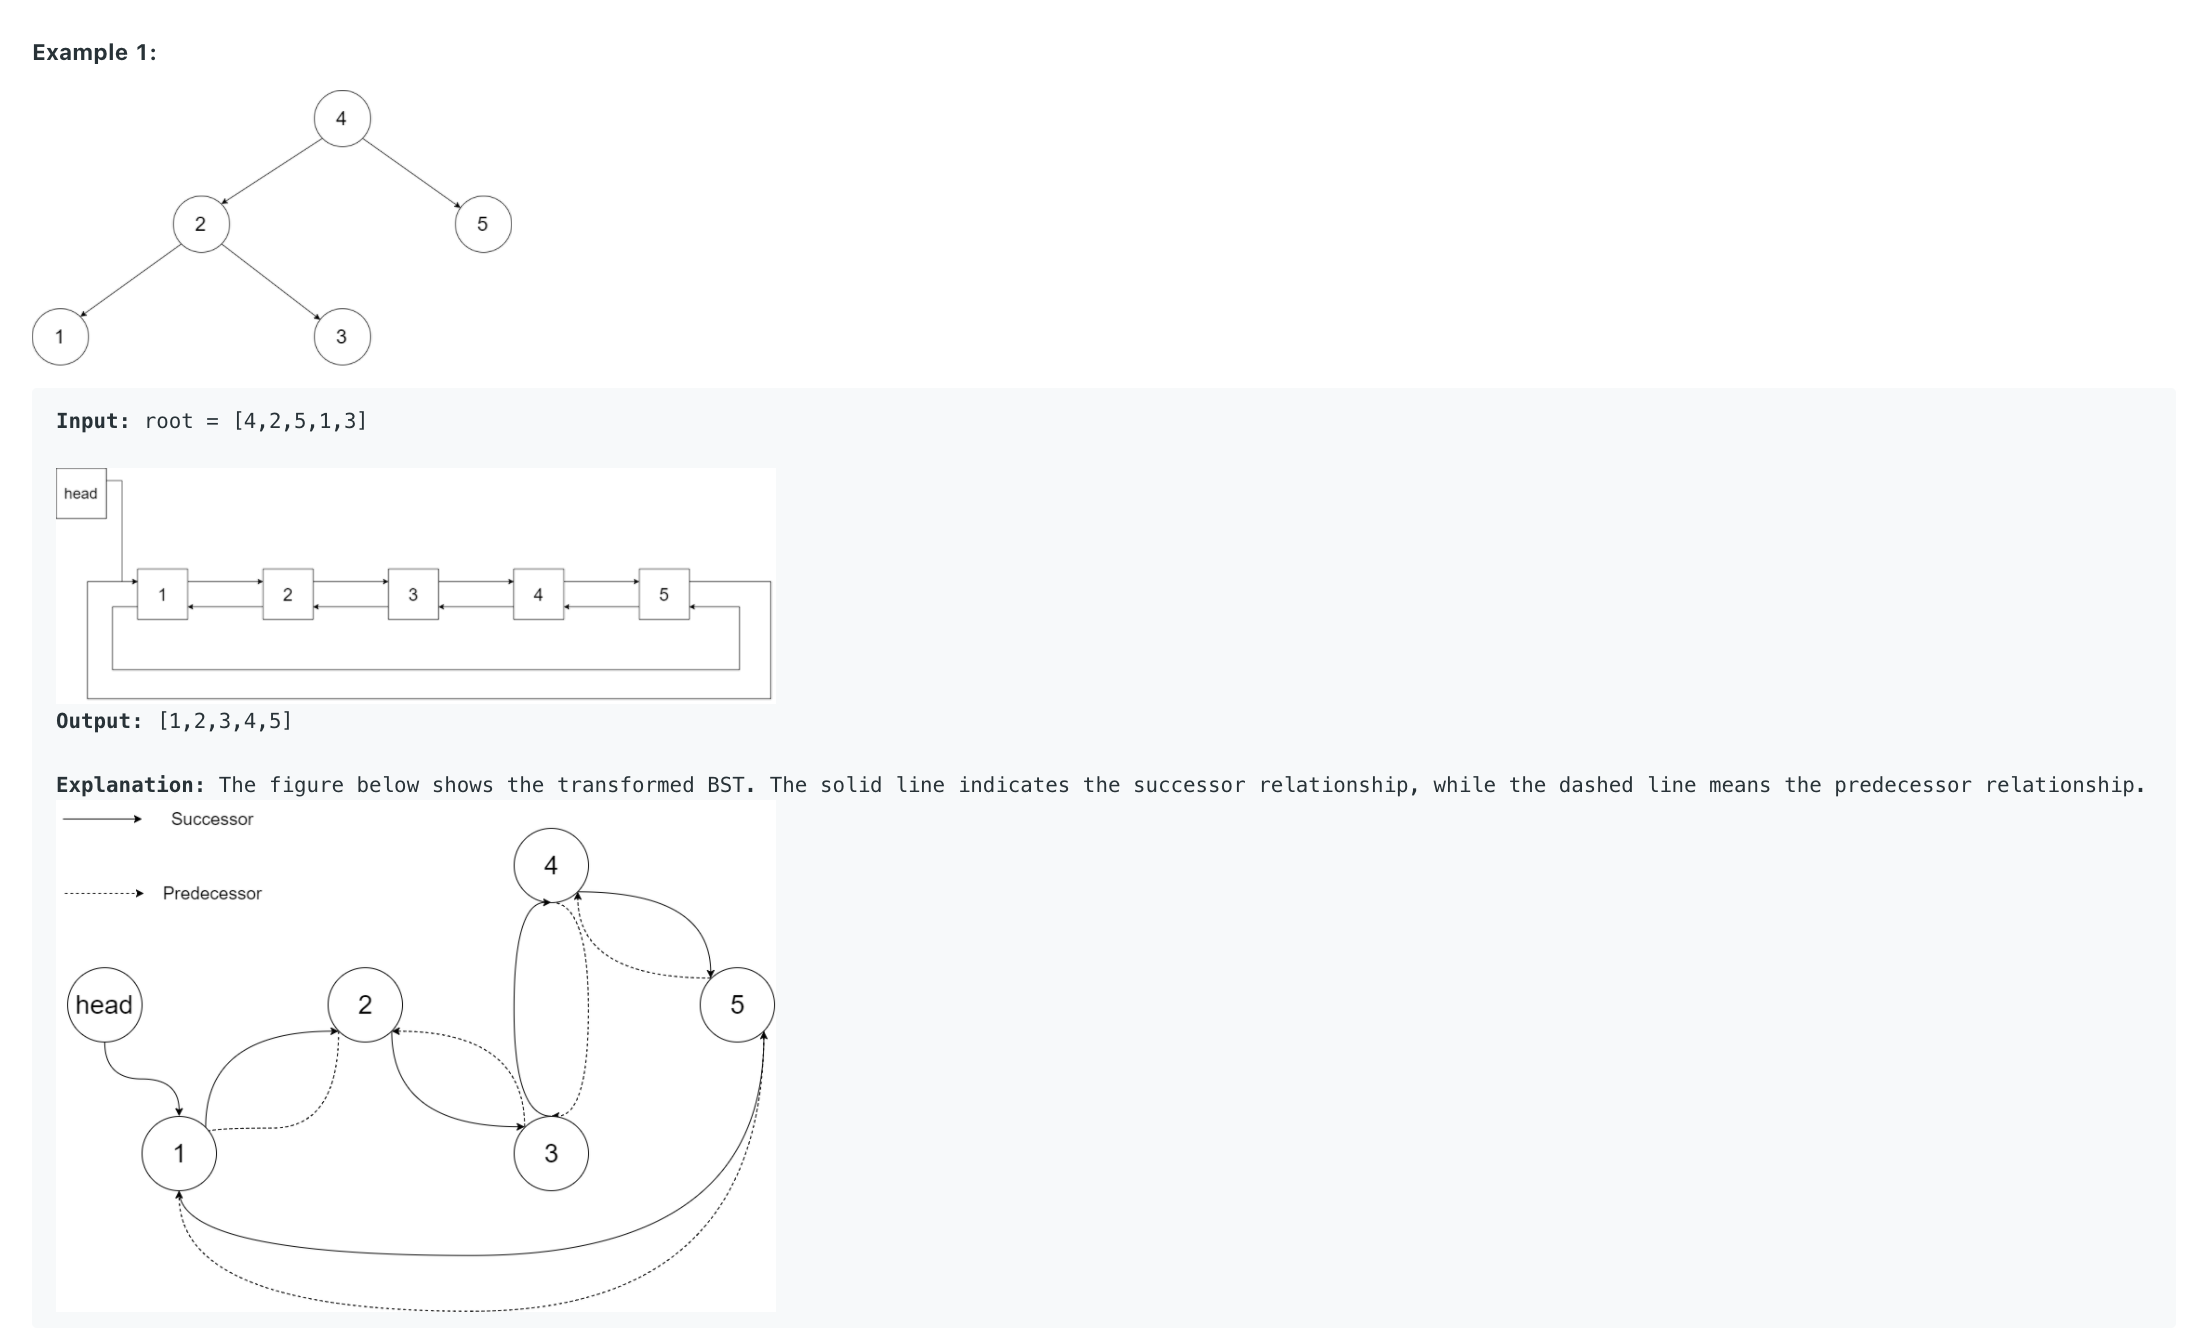 Example 1:
4
2
5
1
3
Input: root = [4,2,5,1,3]
head
1 2 3 4 5
Output: [1,2,3,4,5]
Explanation: The figure below shows the transformed BST. The solid line indicates the successor relationship, while the dashed line means the predecessor relationship.
Successor
4
Predecessor
head
2
5
1
3